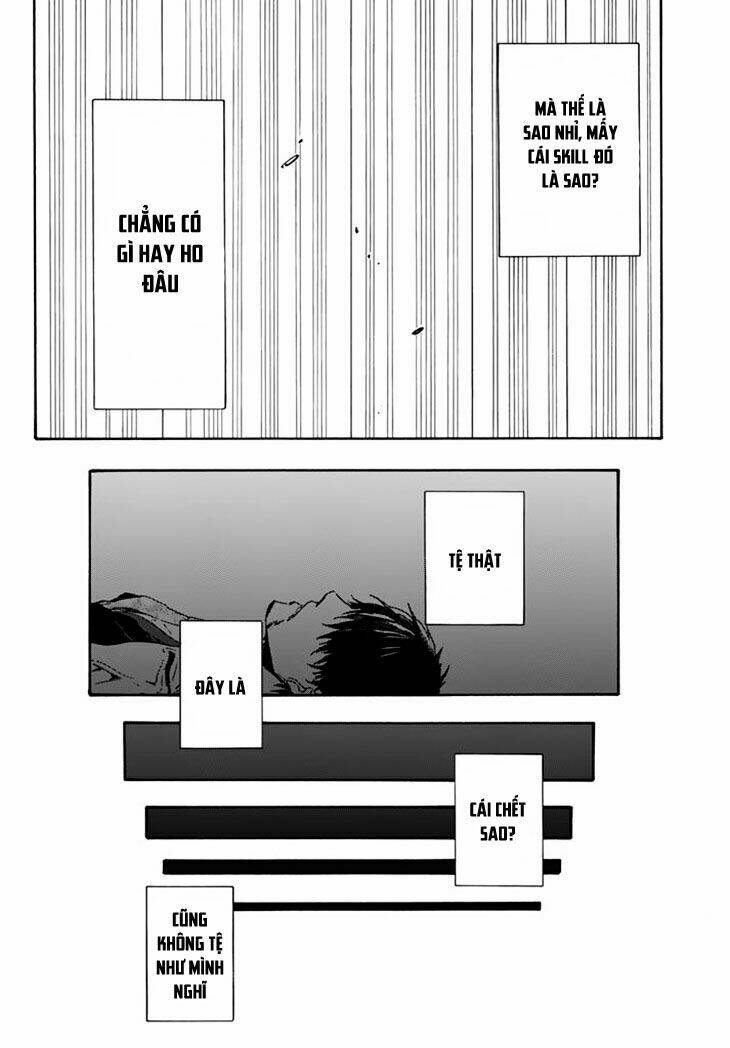 MÀ THẾ LÀ
SAO NHỈ, MẤY
CÁI SKILL ĐÓ
LÀ SAO?
CHẲNG CÓ
GÌ HAY HO
ĐÂU
TỆ THẬT
ĐÂY LÀ
CÁI CHẾT
SAO?
CŨNG
KHÔNG TỆ
NHƯ MÌNH
NGHĨ